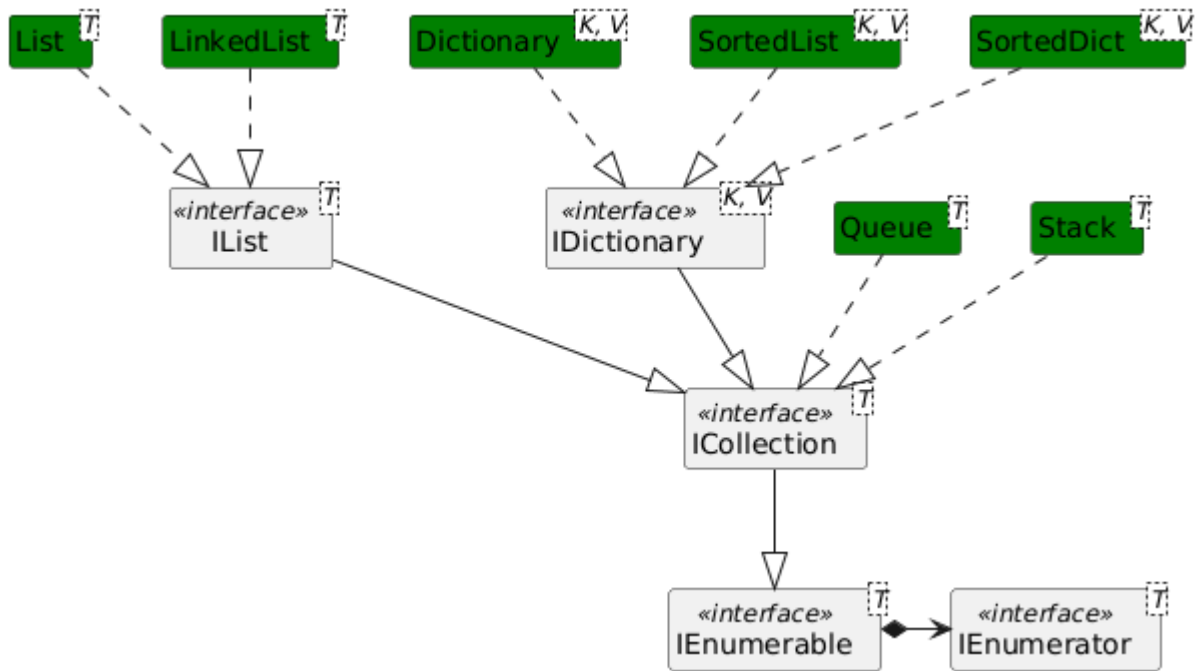 List T
LinkedList T
Dictionary K, V
SortedList K, V
SortedDict K, V
«interface» T
IList
«interface» K, V
IDictionary
Queue T
Stack T
«interface» T
ICollection
«interface» T
IEnumerable
«interface» T
IEnumerator